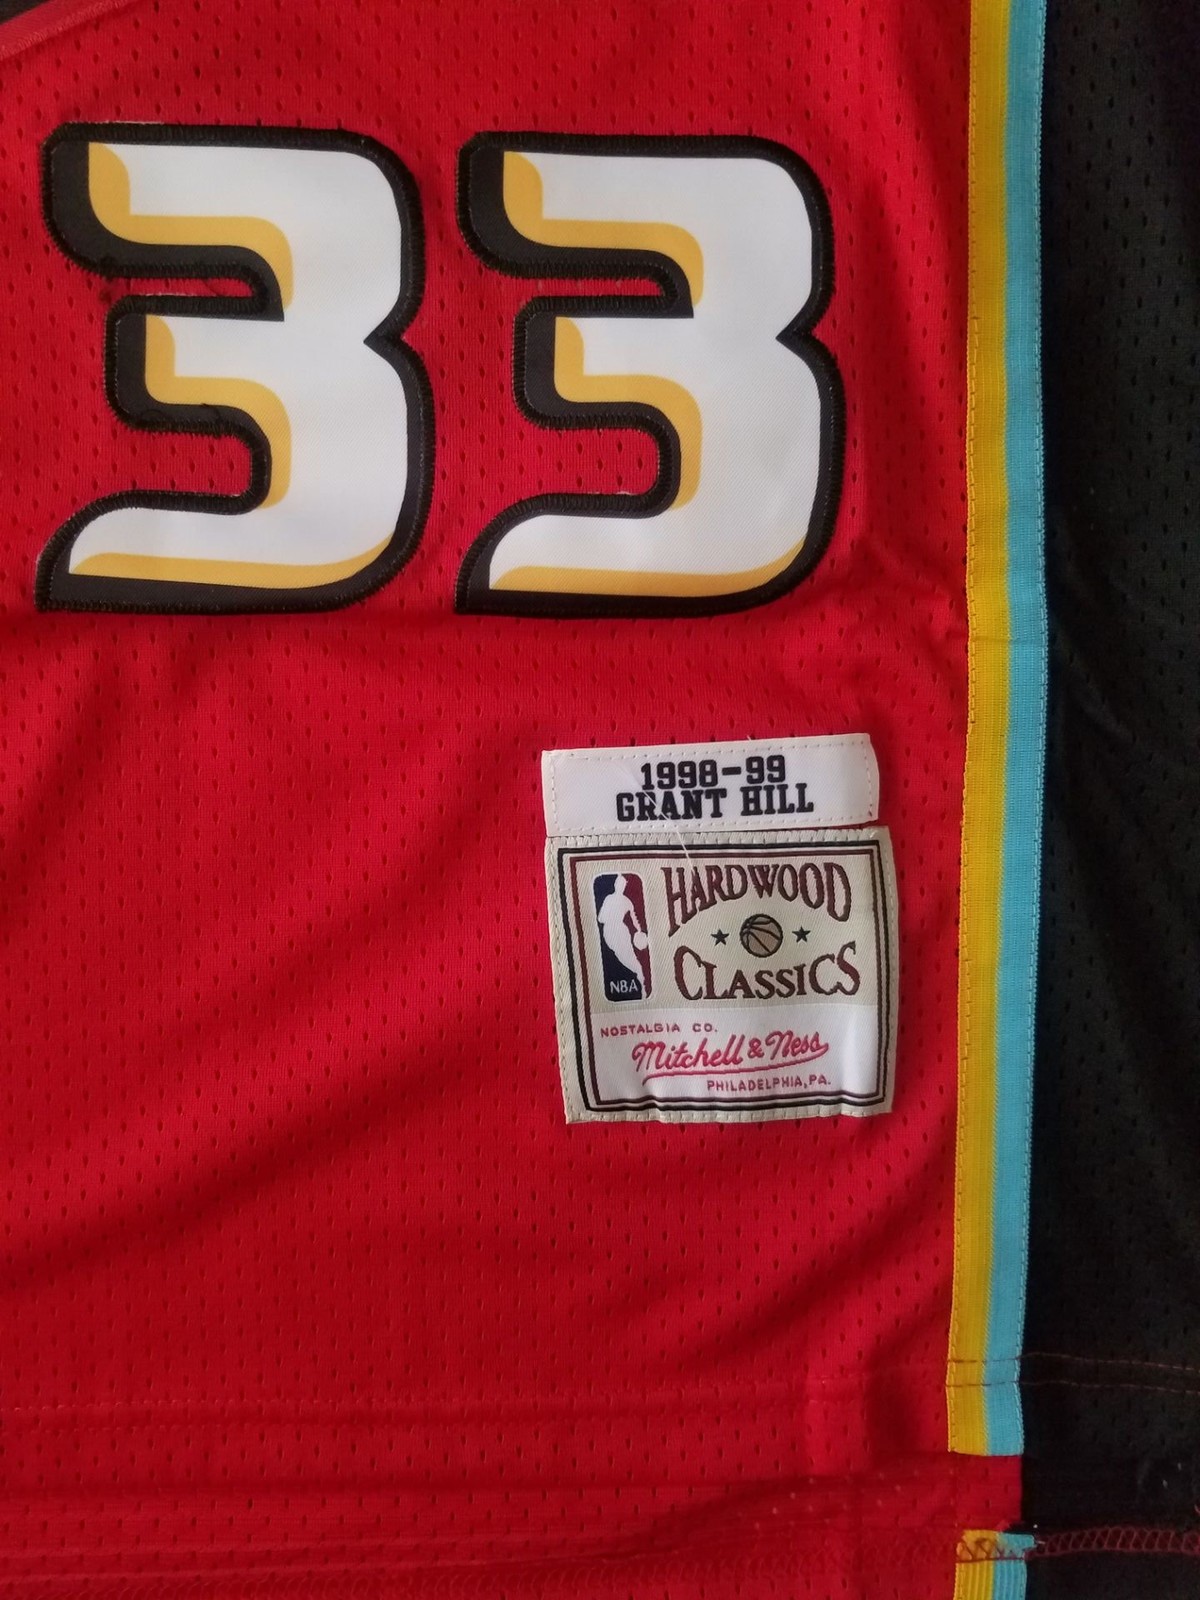 33
1998-99
GRANT HILL
HARDWOOD
CLASSICS
NBA
NOSTALGIA CO.
Mitchell & Ness
PHILADELPHIA, PA.